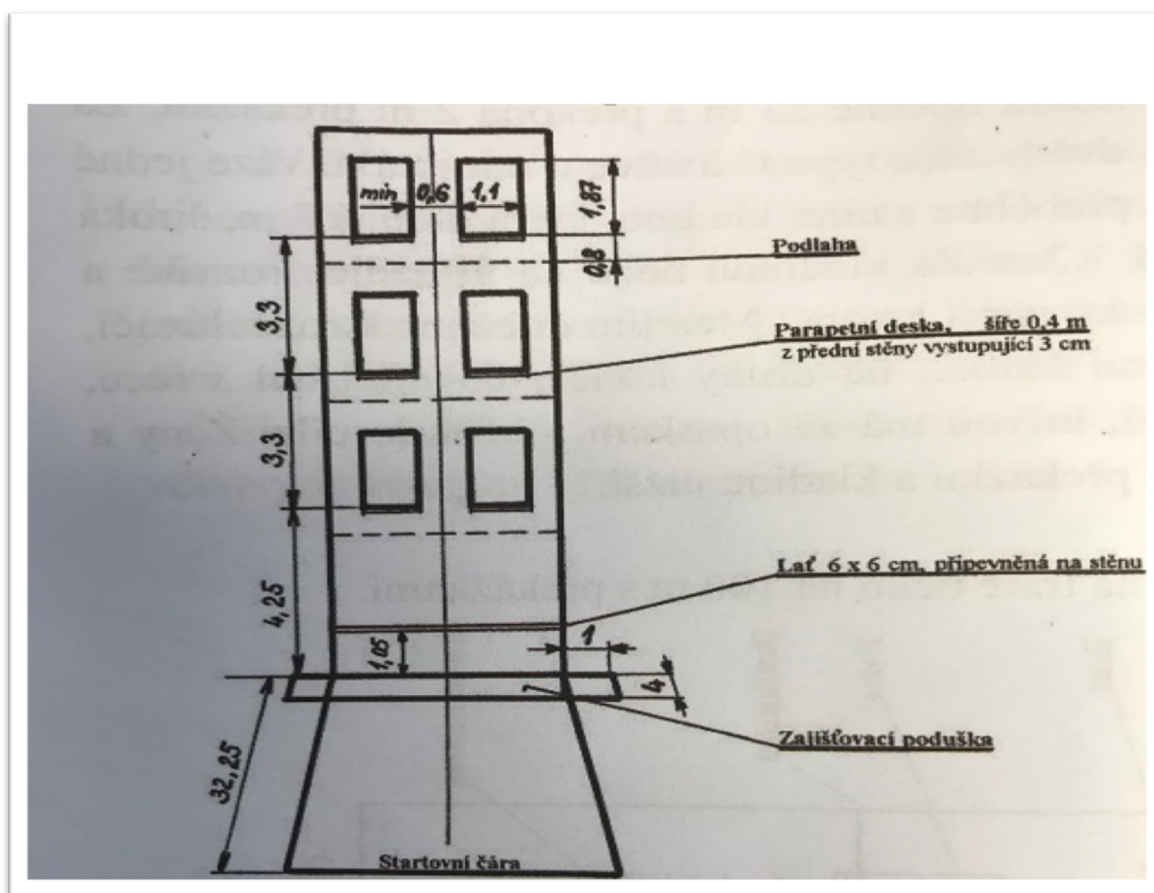 min 0,6 1,1
1,87
0,8
Podlaha
3,3
Parapetní deska, šíře 0,4 m
z přední stěny vystupující 3 cm
3,3
Lať 6 x 6 cm, připevněná na stěnu
4,25
1,05
1
4
Zajišťovací poduška
32,25
Startovní čára